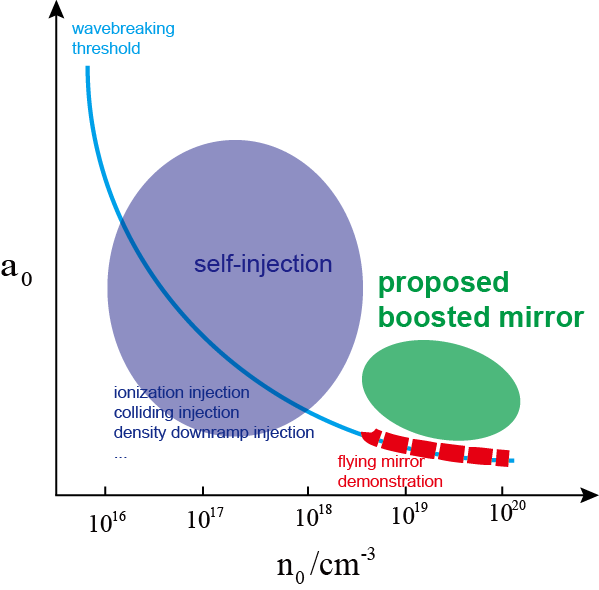 wavebreaking
threshold
self-injection
a0
proposed
boosted mirror
ionization injection
colliding injection
density downramp injection
...
flying mirror
demonstration
10^16 10^17 10^18 10^19 10^20
n0 /cm^-3